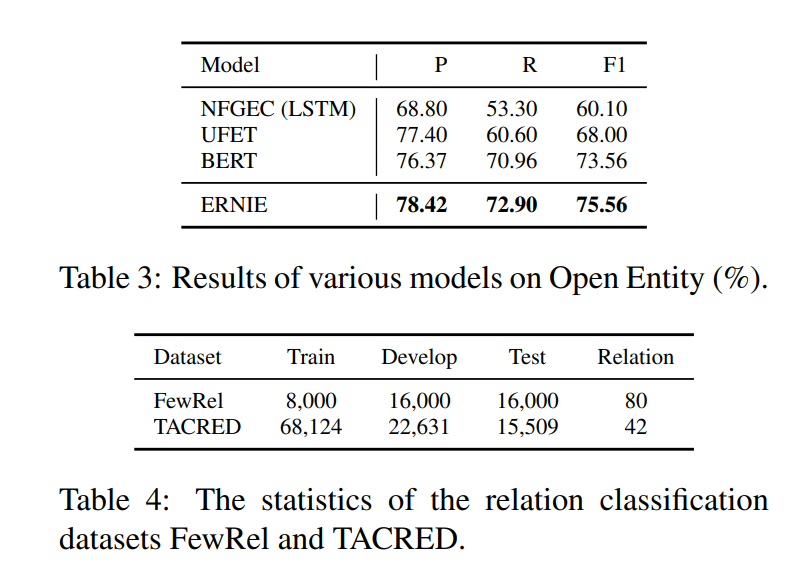 Model P R F1
NFGEC (LSTM) 68.80 53.30 60.10
UFET 77.40 60.60 68.00
BERT 76.37 70.96 73.56
ERNIE 78.42 72.90 75.56
Table 3: Results of various models on Open Entity (%).
Dataset Train Develop Test Relation
FewRel 8,000 16,000 16,000 80
TACRED 68,124 22,631 15,509 42
Table 4: The statistics of the relation classification
datasets FewRel and TACRED.